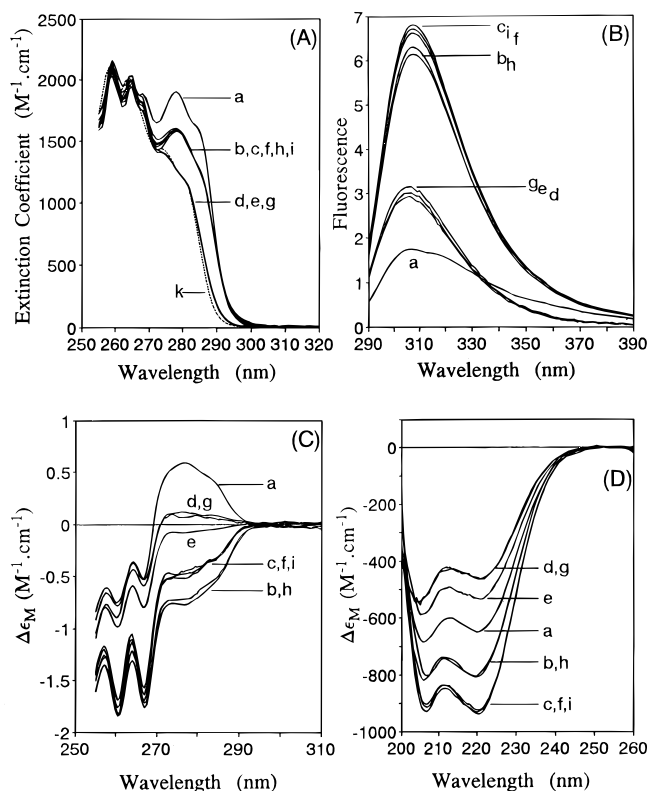 (A)
Extinction Coefficient (M⁻¹.cm⁻¹)
2500
2000
1500
1000
500
0
a
b,c,f,h,i
d,e,g
k
250 260 270 280 290 300 310 320
Wavelength (nm)
(B)
Fluorescence
7
6
5
4
3
2
1
0
c i f
b h
g e d
a
290 310 330 350 370 390
Wavelength (nm)
(C)
Δϵ_M (M⁻¹.cm⁻¹)
1
0.5
0
-0.5
-1
-1.5
-2
a
d,g
e
c,f,i
b,h
250 270 290 310
Wavelength (nm)
(D)
Δϵ_M (M⁻¹.cm⁻¹)
0
-200
-400
-600
-800
-1000
d,g
e
a
b,h
c,f,i
200 210 220 230 240 250 260
Wavelength (nm)